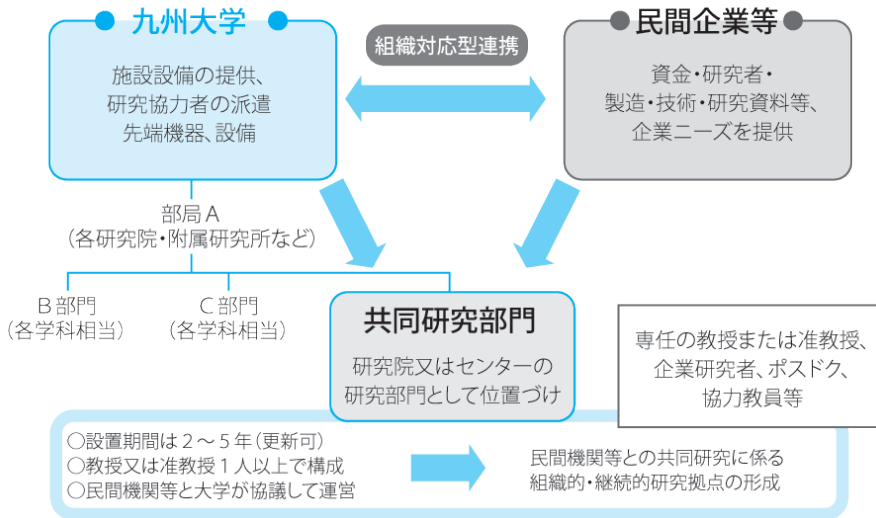 九州大学
施設設備の提供、
研究協力者の派遣
先端機器、設備
組織対応型連携
民間企業等
資金・研究者・
製造・技術・研究資料等、
企業ニーズを提供
部局A
(各研究院・附属研究所など)
B部門
(各学科相当)
C部門
(各学科相当)
共同研究部門
研究院又はセンターの
研究部門として位置づけ
専任の教授または准教授、
企業研究者、ポスドク、
協力教員等
○設置期間は2~5年(更新可)
○教授又は准教授1人以上で構成
○民間機関等と大学が協議して運営
民間機関等との共同研究に係る
組織的・継続的研究拠点の形成